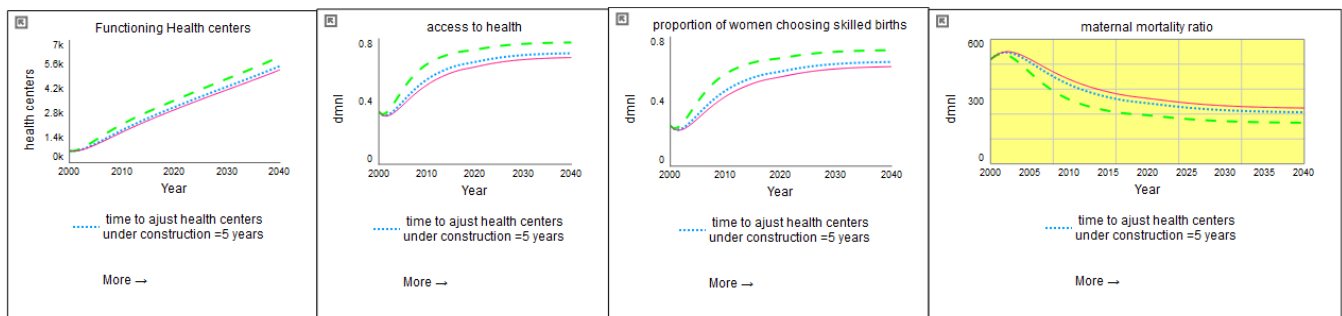 Functioning Health centers
7k
5.6k
4.2k
2.8k
1.4k
0k
health centers
2000 2010 2020 2030 2040
Year
time to ajust health centers
under construction =5 years
More →
access to health
0.8
0.4
0
dmnl
2000 2010 2020 2030 2040
Year
time to ajust health centers
under construction =5 years
More →
proportion of women choosing skilled births
0.8
0.4
0
dmnl
2000 2010 2020 2030 2040
Year
time to ajust health centers
under construction =5 years
More →
maternal mortality ratio
600
300
0
dmnl
2000 2005 2010 2015 2020 2025 2030 2035 2040
Year
time to ajust health centers
under construction =5 years
More →